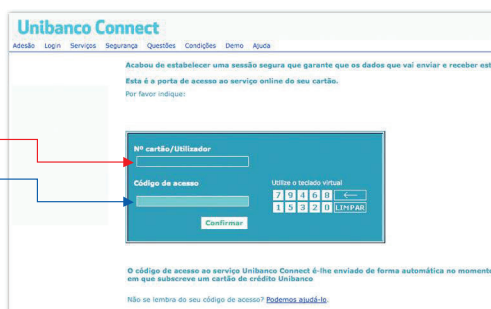 Unibanco Connect
Adesão Login Serviços Segurança Questões Condições Demo Ajuda
Acabou de estabelecer uma sessão segura que garante que os dados que vai enviar e receber est
Esta é a porta de acesso ao serviço online do seu cartão.
Por favor indique:
Nº cartão/Utilizador
Código de acesso
Utilize o teclado virtual
7 9 4 6 8 ←
1 5 3 2 0 LIMPAR
Confirmar
O código de acesso ao serviço Unibanco Connect é-lhe enviado de forma automática no momento
em que subscreve um cartão de crédito Unibanco
Não se lembra do seu código de acesso? Podemos ajudá-lo.